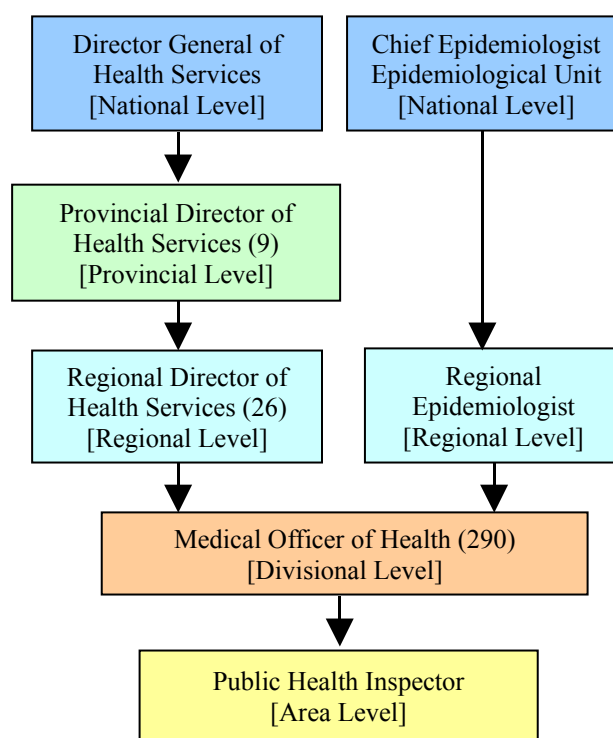 Director General of
Health Services
[National Level]
Chief Epidemiologist
Epidemiological Unit
[National Level]
Provincial Director of
Health Services (9)
[Provincial Level]
Regional Director of
Health Services (26)
[Regional Level]
Regional
Epidemiologist
[Regional Level]
Medical Officer of Health (290)
[Divisional Level]
Public Health Inspector
[Area Level]